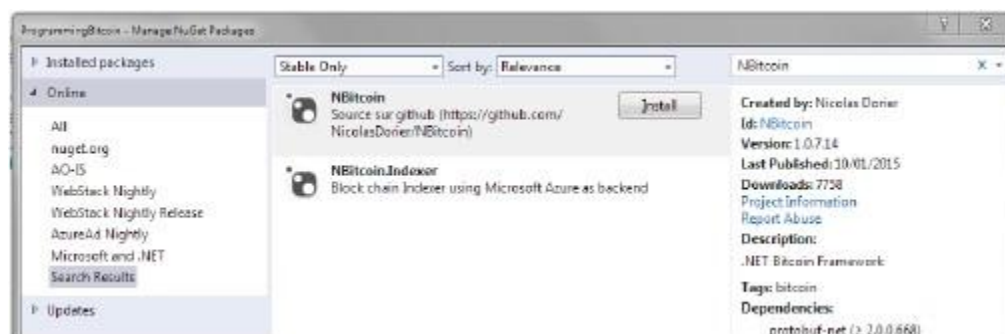 ProgrammingBitcoin - Manage NuGet Packages
Installed packages
Online
All
nuget.org
WebStack Nightly
WebStack Nightly Release
AzureAd Nightly
Microsoft and .NET
Search Results
Updates
Stable Only
Sort by: Relevance
NBitcoin
Source sur github (https://github.com/
NicolasDorier/NBitcoin)
Install
NBitcoin.Indexer
Block chain Indexer using Microsoft Azure as backend
NBitcoin
Created by: Nicolas Dorier
Id: NBitcoin
Version: 1.0.7.14
Last Published: 10/01/2015
Downloads: 7758
Project Information
Report Abuse
Description:
.NET Bitcoin Framework
Tags: bitcoin
Dependencies:
protobuf-net (≥ 2.0.0.668)